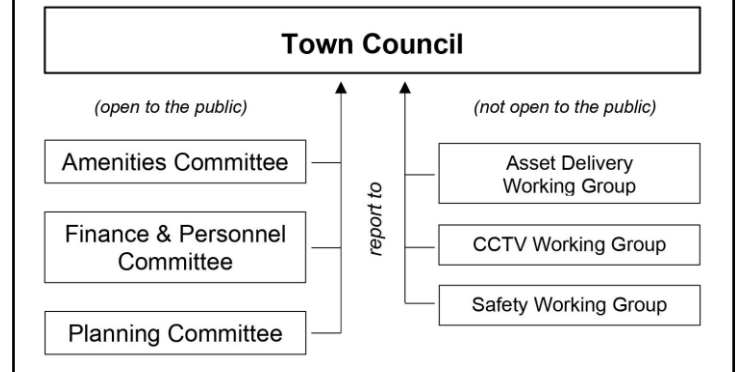 Town Council
(open to the public)
(not open to the public)
Amenities Committee
Finance & Personnel
Committee
Planning Committee
report to
Asset Delivery
Working Group
CCTV Working Group
Safety Working Group